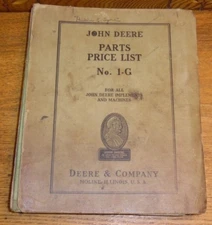 JOHN DEERE
PARTS
PRICE LIST
No. 1-G
FOR ALL
JOHN DEERE IMPLEMENTS
AND MACHINES
DEERE & COMPANY
MOLINE, ILLINOIS, U. S. A.